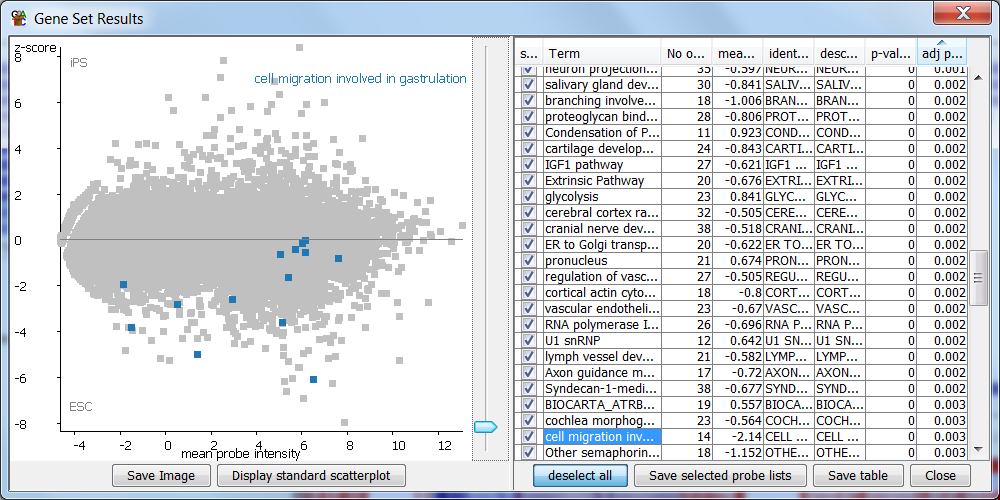 Gene Set Results
z-score
iPS
cell migration involved in gastrulation
8
6
4
2
0
-2
-4
-6
-8
ESC
-4 -2 0 2 4 6 8 10 12
mean probe intensity
Save Image Display standard scatterplot
s... Term No o... mea... ident... desc... p-val... adj p...
neuron projection... 35 -0.597 NEUR... NEUR... 0 0.001
salivary gland dev... 30 -0.841 SALIV... SALIV... 0 0.002
branching involve... 18 -1.006 BRAN... BRAN... 0 0.002
proteoglycan bind... 28 -0.806 PROT... PROT... 0 0.002
Condensation of P... 11 0.923 COND... COND... 0 0.002
cartilage develop... 24 -0.843 CARTI... CARTI... 0 0.002
IGF1 pathway 27 -0.621 IGF1 ... IGF1 ... 0 0.002
Extrinsic Pathway 20 -0.676 EXTRI... EXTRI... 0 0.002
glycolysis 23 0.841 GLYC... GLYC... 0 0.002
cerebral cortex ra... 32 -0.505 CERE... CERE... 0 0.002
cranial nerve dev... 38 -0.518 CRANI... CRANI... 0 0.002
ER to Golgi transp... 20 -0.622 ER TO... ER TO... 0 0.002
pronucleus 21 0.674 PRON... PRON... 0 0.002
regulation of vasc... 27 -0.505 REGU... REGU... 0 0.002
cortical actin cyto... 18 -0.8 CORT... CORT... 0 0.002
vascular endotheli... 23 -0.67 VASC... VASC... 0 0.002
RNA polymerase I... 26 -0.696 RNA P... RNA P... 0 0.002
U1 snRNP 12 0.642 U1 SN... U1 SN... 0 0.002
lymph vessel dev... 21 -0.582 LYMP... LYMP... 0 0.002
Axon guidance m... 17 -0.72 AXON... AXON... 0 0.002
Syndecan-1-medi... 38 -0.677 SYND... SYND... 0 0.002
BIOCARTA_ATRB... 19 0.557 BIOCA... BIOCA... 0 0.003
cochlea morphog... 23 -0.564 COCH... COCH... 0 0.003
cell migration inv... 14 -2.14 CELL ... CELL ... 0 0.003
Other semaphorin... 18 -1.152 OTHE... OTHE... 0 0.003
deselect all Save selected probe lists Save table Close